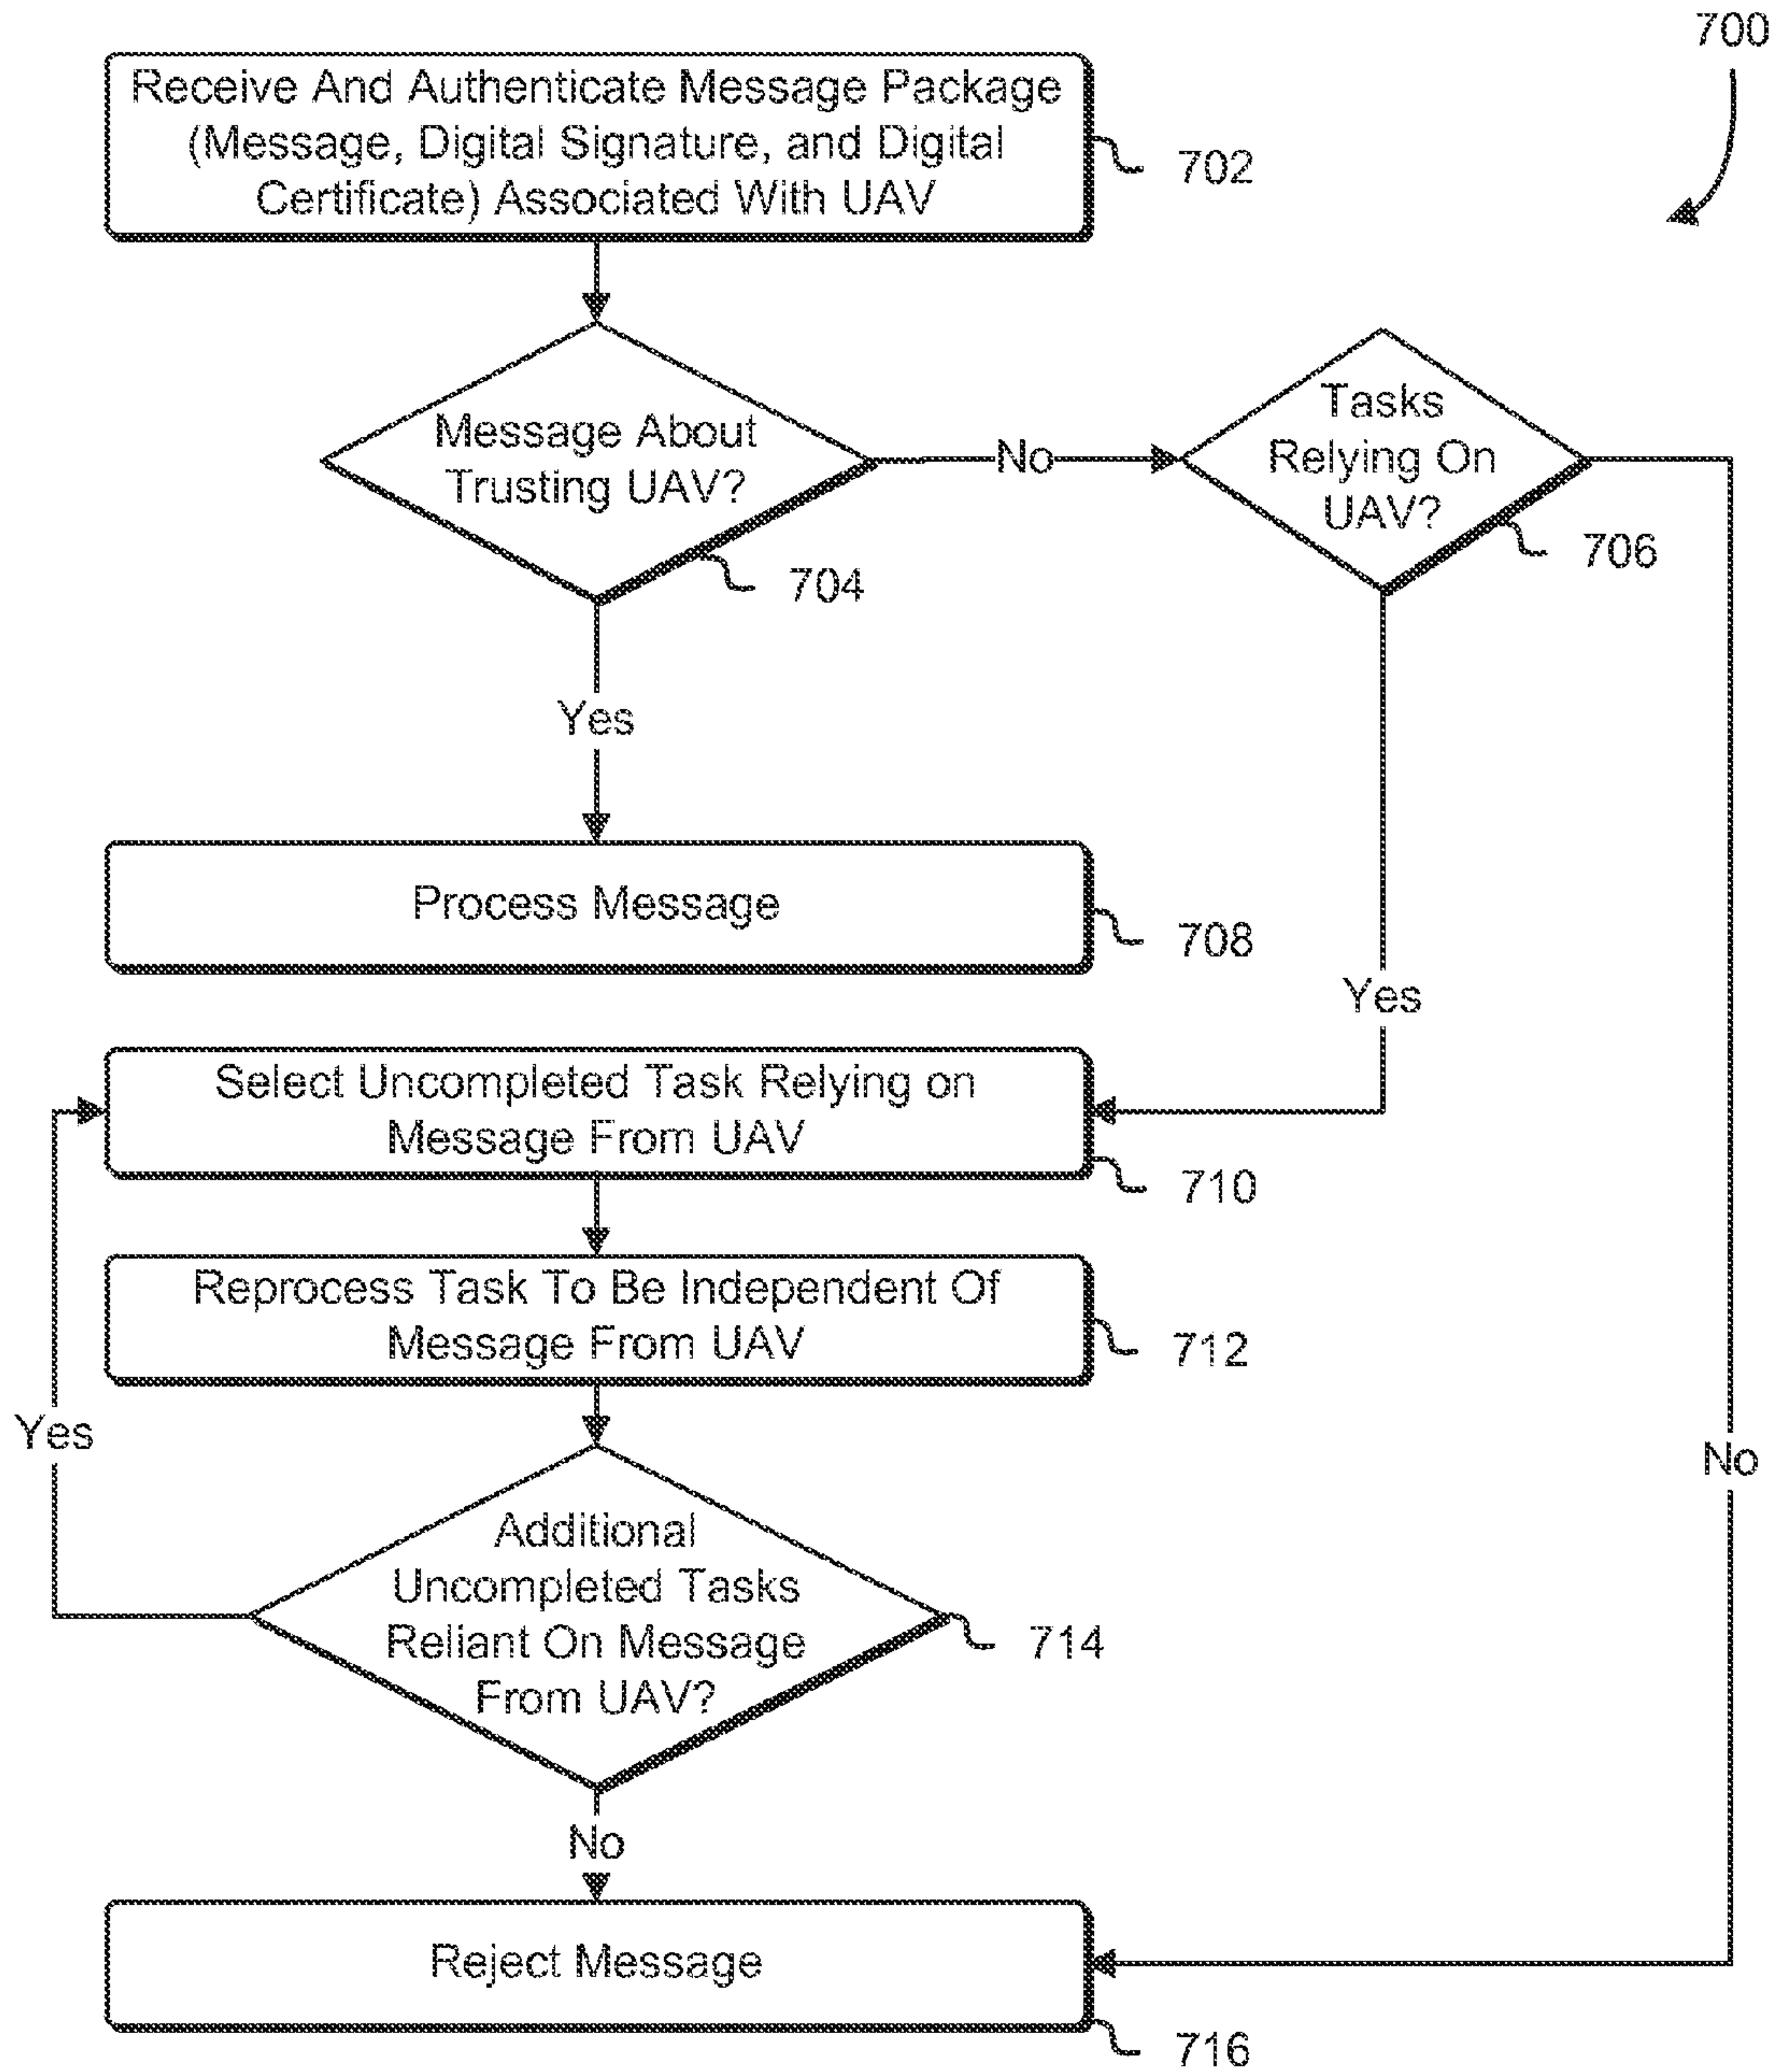 700
Receive And Authenticate Message Package
(Message, Digital Signature, and Digital
Certificate) Associated With UAV
702
Message About
Trusting UAV?
704
No
Tasks
Relying On
UAV?
706
Yes
Process Message
708
Yes
Select Uncompleted Task Relying on
Message From UAV
710
Reprocess Task To Be Independent Of
Message From UAV
712
Yes
No
Additional
Uncompleted Tasks
Reliant On Message
From UAV?
714
No
Reject Message
716